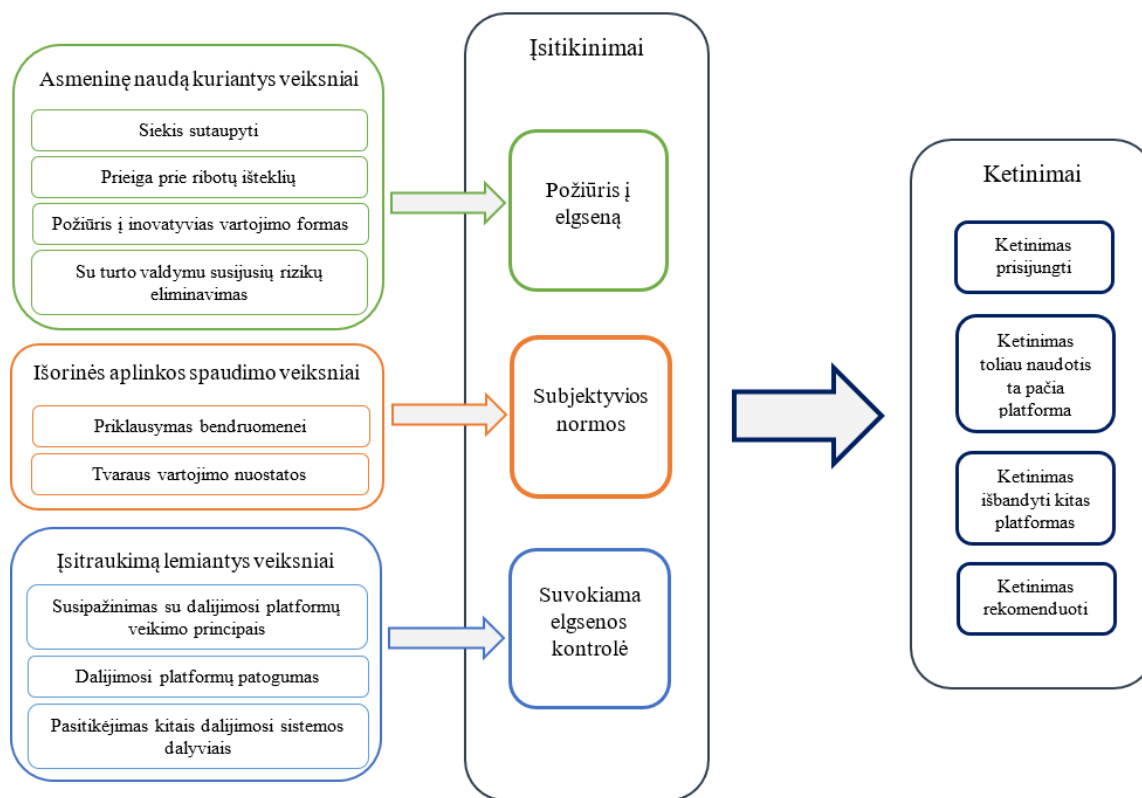 Asmeninę naudą kuriantys veiksniai
Siekis sutaupyti
Prieiga prie ribotų išteklių
Požiūris į inovatyvias vartojimo formas
Su turto valdymu susijusių rizikų
eliminavimas
Išorinės aplinkos spaudimo veiksniai
Priklausymas bendruomenei
Tvaraus vartojimo nuostatos
Įsitraukimą lemiantys veiksniai
Susipažinimas su dalijimosi platformų
veikimo principais
Dalijimosi platformų patogumas
Pasitikėjimas kitais dalijimosi sistemos
dalyviais
Įsitikinimai
Požiūris į
elgseną
Subjektyvios
normos
Suvokiama
elgsenos
kontrolė
Ketinimai
Ketinimas
prisijungti
Ketinimas
toliau naudotis
ta pačia
platforma
Ketinimas
išbandyti kitas
platformas
Ketinimas
rekomenduoti